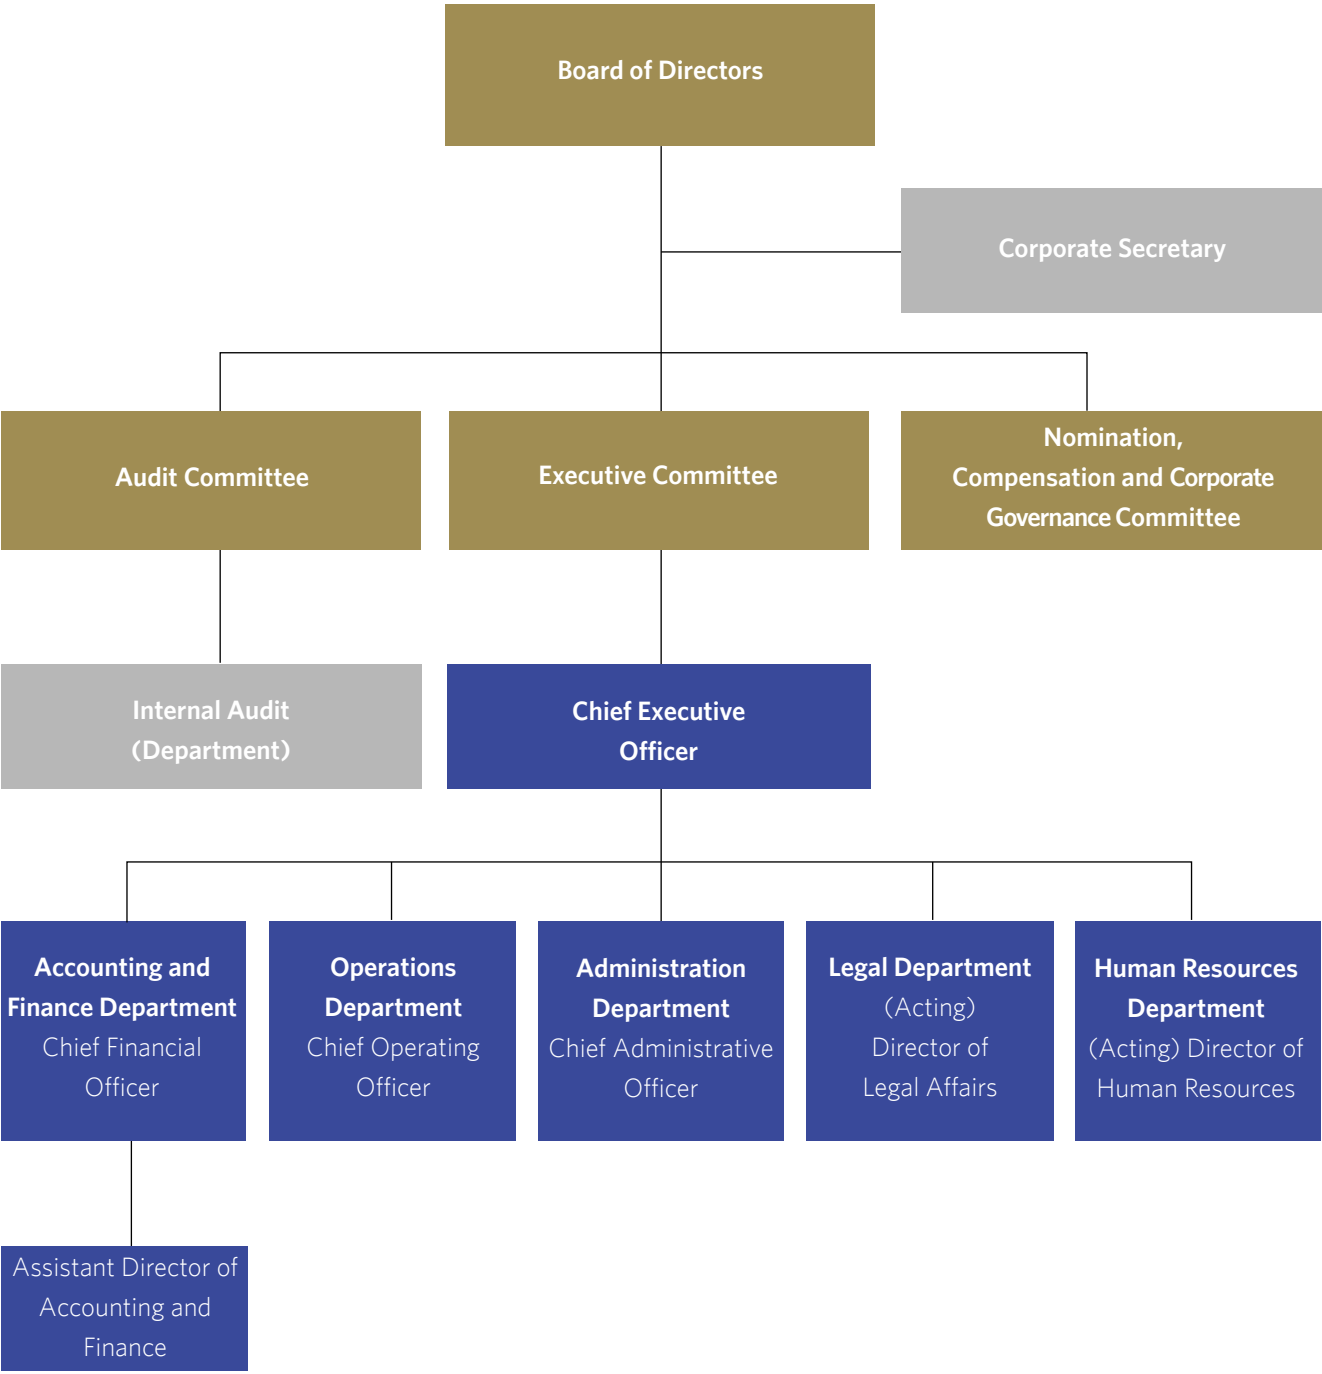 Board of Directors
Corporate Secretary
Audit Committee
Executive Committee
Nomination,
Compensation and Corporate
Governance Committee
Internal Audit
(Department)
Chief Executive
Officer
Accounting and
Finance Department
Chief Financial
Officer
Operations
Department
Chief Operating
Officer
Administration
Department
Chief Administrative
Officer
Legal Department
(Acting)
Director of
Legal Affairs
Human Resources
Department
(Acting) Director of
Human Resources
Assistant Director of
Accounting and
Finance